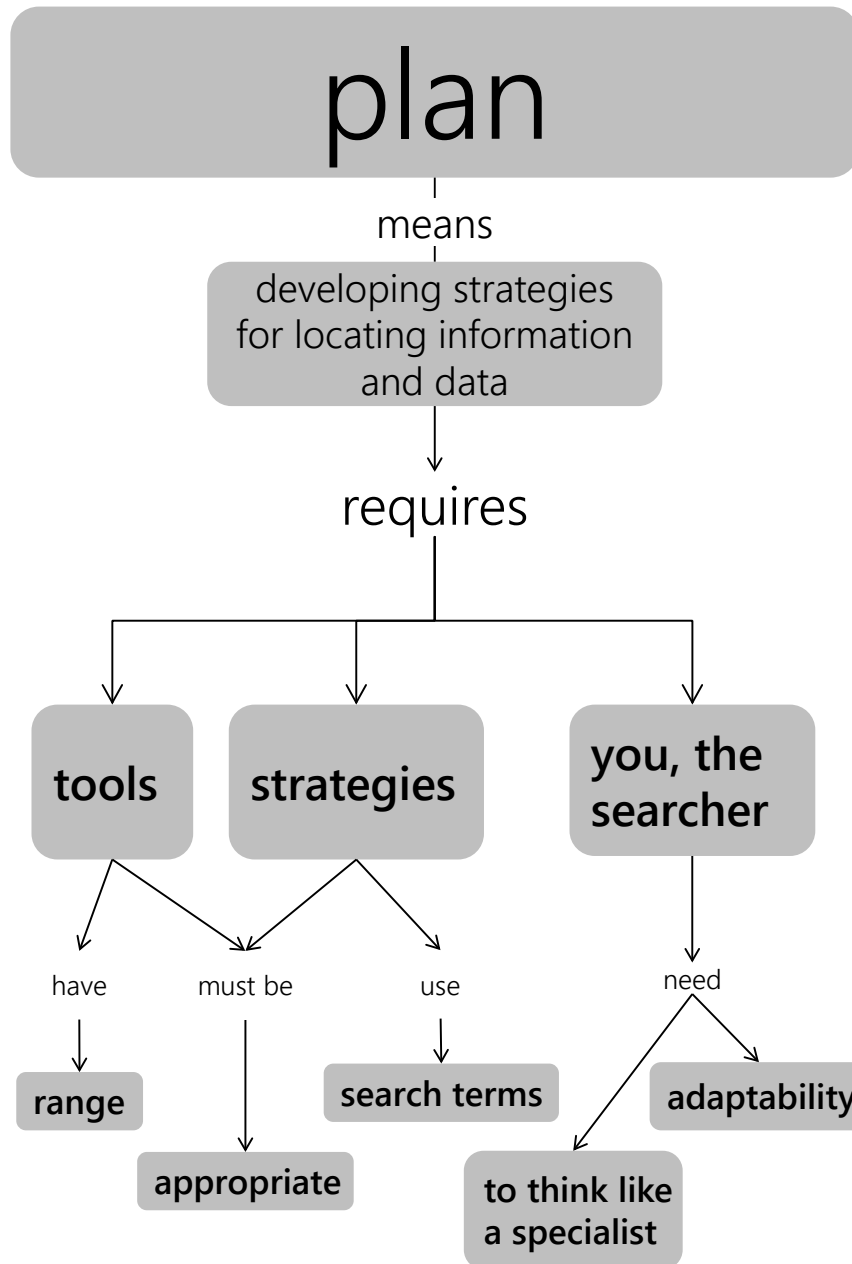 plan
means
developing strategies
for locating information
and data
requires
tools
strategies
you, the
searcher
have
must be
use
need
range
search terms
adaptability
appropriate
to think like
a specialist